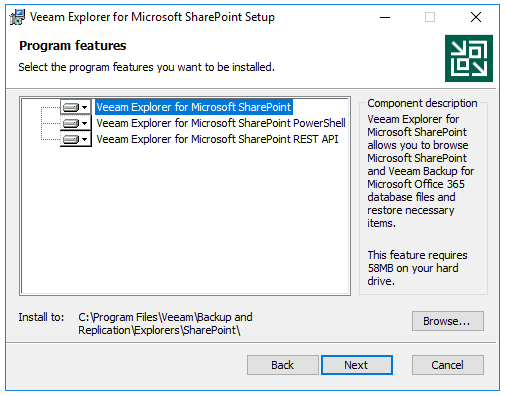 Veeam Explorer for Microsoft SharePoint Setup
Program features
Select the program features you want to be installed.
Veeam Explorer for Microsoft SharePoint
Veeam Explorer for Microsoft SharePoint PowerShell
Veeam Explorer for Microsoft SharePoint REST API
Component description
Veeam Explorer for
Microsoft SharePoint
allows you to browse
Microsoft SharePoint
and Veeam Backup for
Microsoft Office 365
database files and
restore necessary
items.
This feature requires
58MB on your hard
drive.
Install to:
C:\Program Files\Veeam\Backup and
Replication\Explorers\SharePoint\
Browse...
Back
Next
Cancel